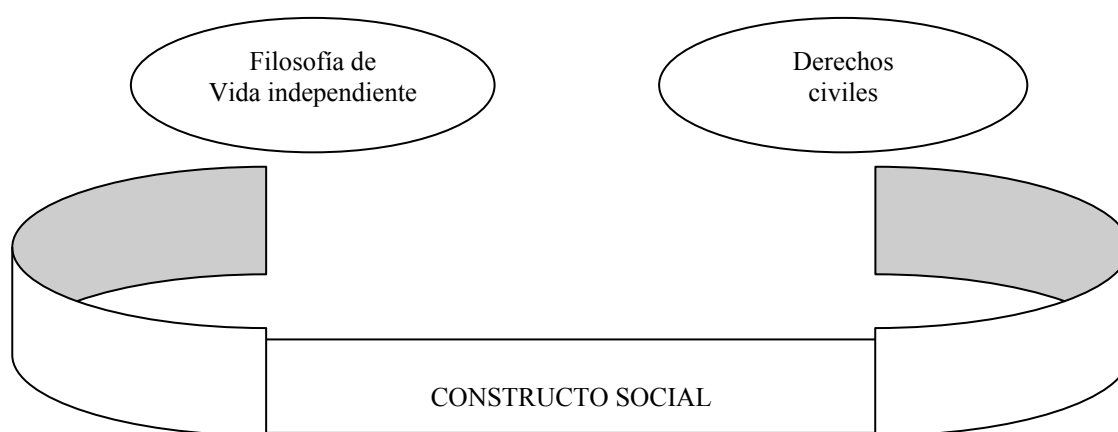 Filosofía de
Vida independiente
Derechos
civiles
CONSTRUCTO SOCIAL